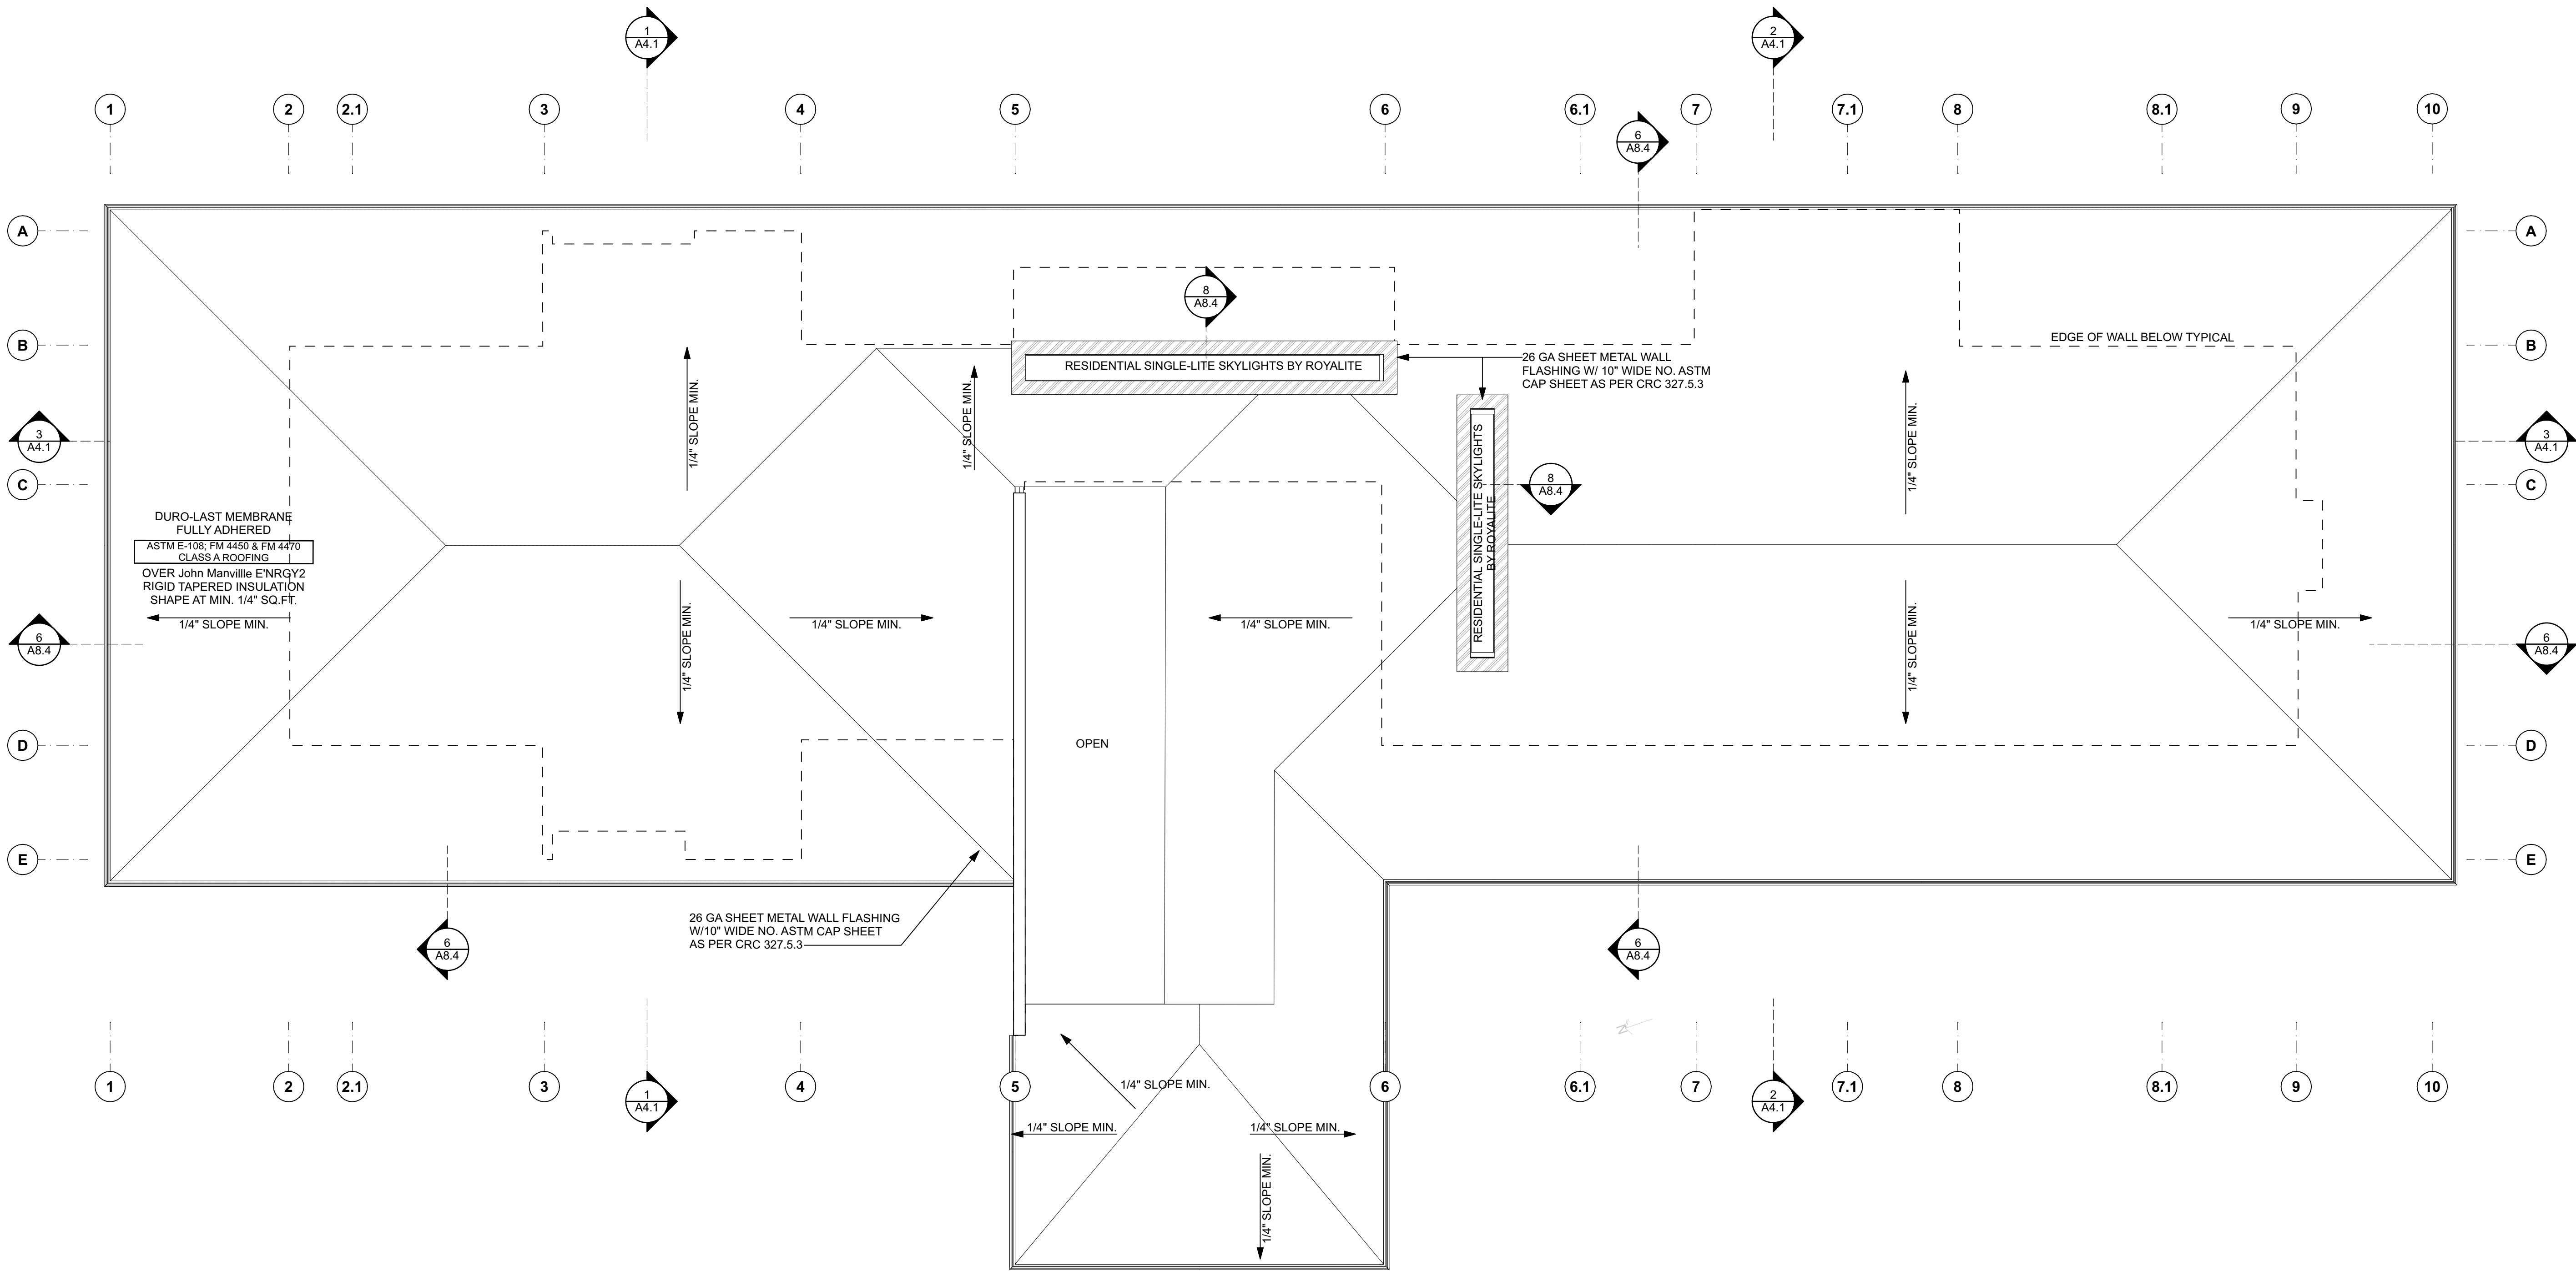 1
A4.1
2
A4.1
1
2
2.1
3
4
5
6
6.1
7
7.1
8
8.1
9
10
6
A8.4
A
A
8
A8.4
B
EDGE OF WALL BELOW TYPICAL
B
RESIDENTIAL SINGLE-LITE SKYLIGHTS BY ROYALITE
26 GA SHEET METAL WALL
FLASHING W/ 10" WIDE NO. ASTM
CAP SHEET AS PER CRC 327.5.3
1/4" SLOPE MIN.
1/4" SLOPE MIN.
1/4" SLOPE MIN.
3
A4.1
3
A4.1
C
8
A8.4
C
RESIDENTIAL SINGLE-LITE SKYLIGHTS
BY ROYALITE
DURO-LAST MEMBRANE
FULLY ADHERED
ASTM E-108; FM 4450 & FM 4470
CLASS A ROOFING
OVER John Manvillle E'NRGY2
RIGID TAPERED INSULATION
SHAPE AT MIN. 1/4" SQ.FT.
1/4" SLOPE MIN.
1/4" SLOPE MIN.
1/4" SLOPE MIN.
1/4" SLOPE MIN.
1/4" SLOPE MIN.
1/4" SLOPE MIN.
6
A8.4
6
A8.4
D
OPEN
D
E
E
26 GA SHEET METAL WALL FLASHING
W/10" WIDE NO. ASTM CAP SHEET
AS PER CRC 327.5.3
6
A8.4
6
A8.4
1
2
2.1
3
1
A4.1
4
5
1/4" SLOPE MIN.
6
6.1
7
2
A4.1
7.1
8
8.1
9
10
1/4" SLOPE MIN.
1/4" SLOPE MIN.
1/4" SLOPE MIN.